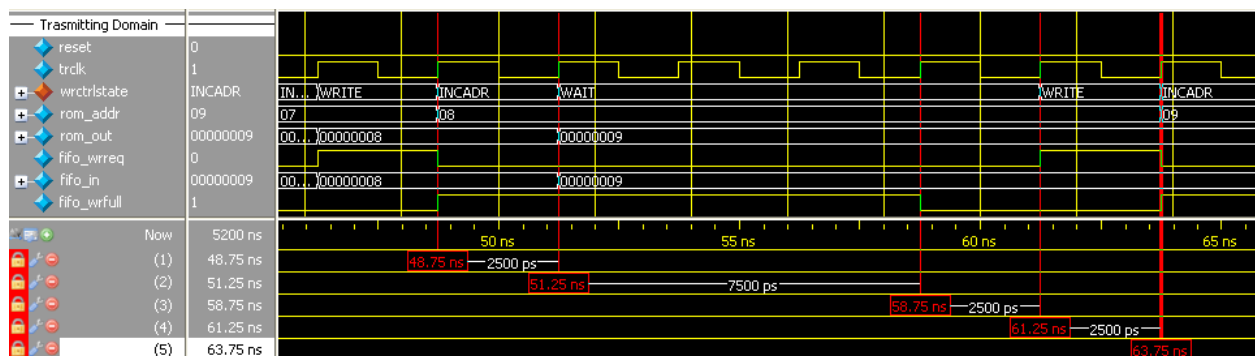 Trasmitting Domain
reset 0
trclk 1
wrctrlstate INCADR IN... WRITE INCADR WAIT WRITE INCADR
rom_addr 09 07 08 09
rom_out 00000009 00... 00000008 00000009
fifo_wrreq 0
fifo_in 00000009 00... 00000008 00000009
fifo_wrfull 1
Now 5200 ns 50 ns 55 ns 60 ns 65 ns
(1) 48.75 ns 48.75 ns 2500 ps
(2) 51.25 ns 51.25 ns 7500 ps
(3) 58.75 ns 58.75 ns 2500 ps
(4) 61.25 ns 61.25 ns 2500 ps
(5) 63.75 ns 63.75 ns